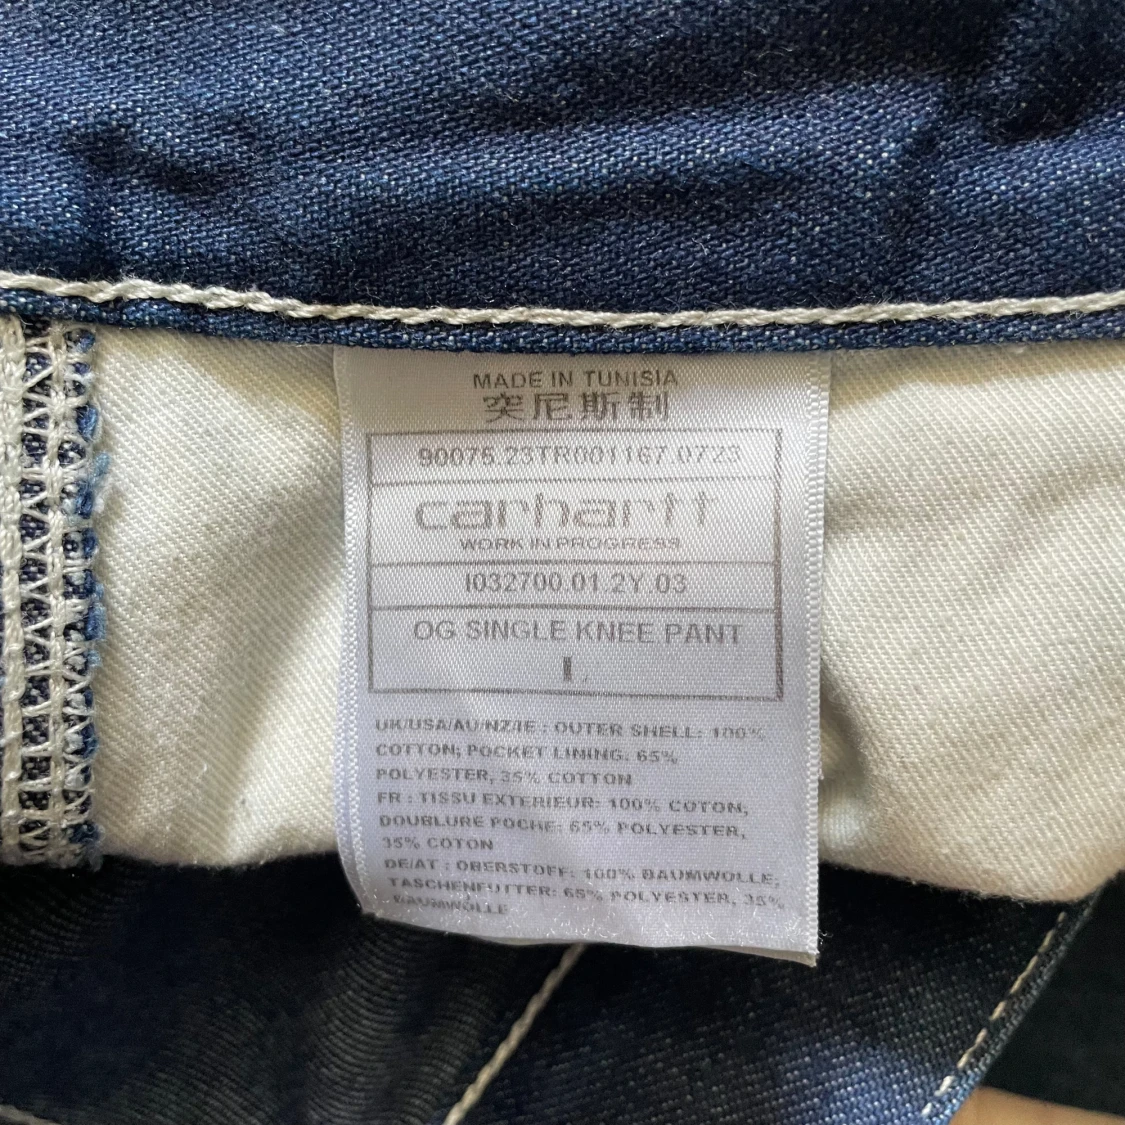 MADE IN TUNISIA
突尼斯制
90075.23TR001167.0723
carhartt
WORK IN PROGRESS
I032700.01.2Y.03
OG SINGLE KNEE PANT
UK/USA/AU/NZ/IE : OUTER SHELL: 100%
COTTON; POCKET LINING: 65%
POLYESTER, 35% COTTON
FR : TISSU EXTERIEUR: 100% COTON;
DOUBLURE POCHE: 65% POLYESTER,
35% COTON
DE/AT : OBERSTOFF: 100% BAUMWOLLE;
TASCHENFUTTER: 65% POLYESTER, 35%
BAUMWOLLE